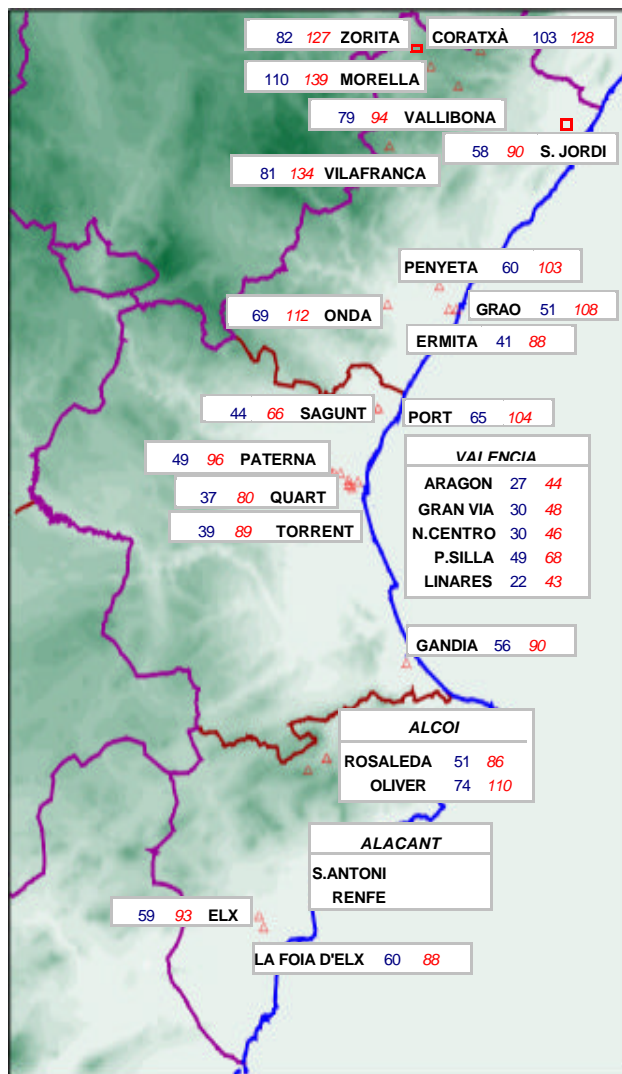 82 127 ZORITA
CORATXÀ 103 128
110 139 MORELLA
79 94 VALLIBONA
58 90 S. JORDI
81 134 VILAFRANCA
PENYETA 60 103
69 112 ONDA
GRAO 51 108
ERMITA 41 88
44 66 SAGUNT
PORT 65 104
49 96 PATERNA
37 80 QUART
39 89 TORRENT
VALENCIA
ARAGON 27 44
GRAN VIA 30 48
N.CENTRO 30 46
P.SILLA 49 68
LINARES 22 43
GANDIA 56 90
ALCOI
ROSALEDA 51 86
OLIVER 74 110
ALACANT
S.ANTONI
RENFE
59 93 ELX
LA FOIA D'ELX 60 88